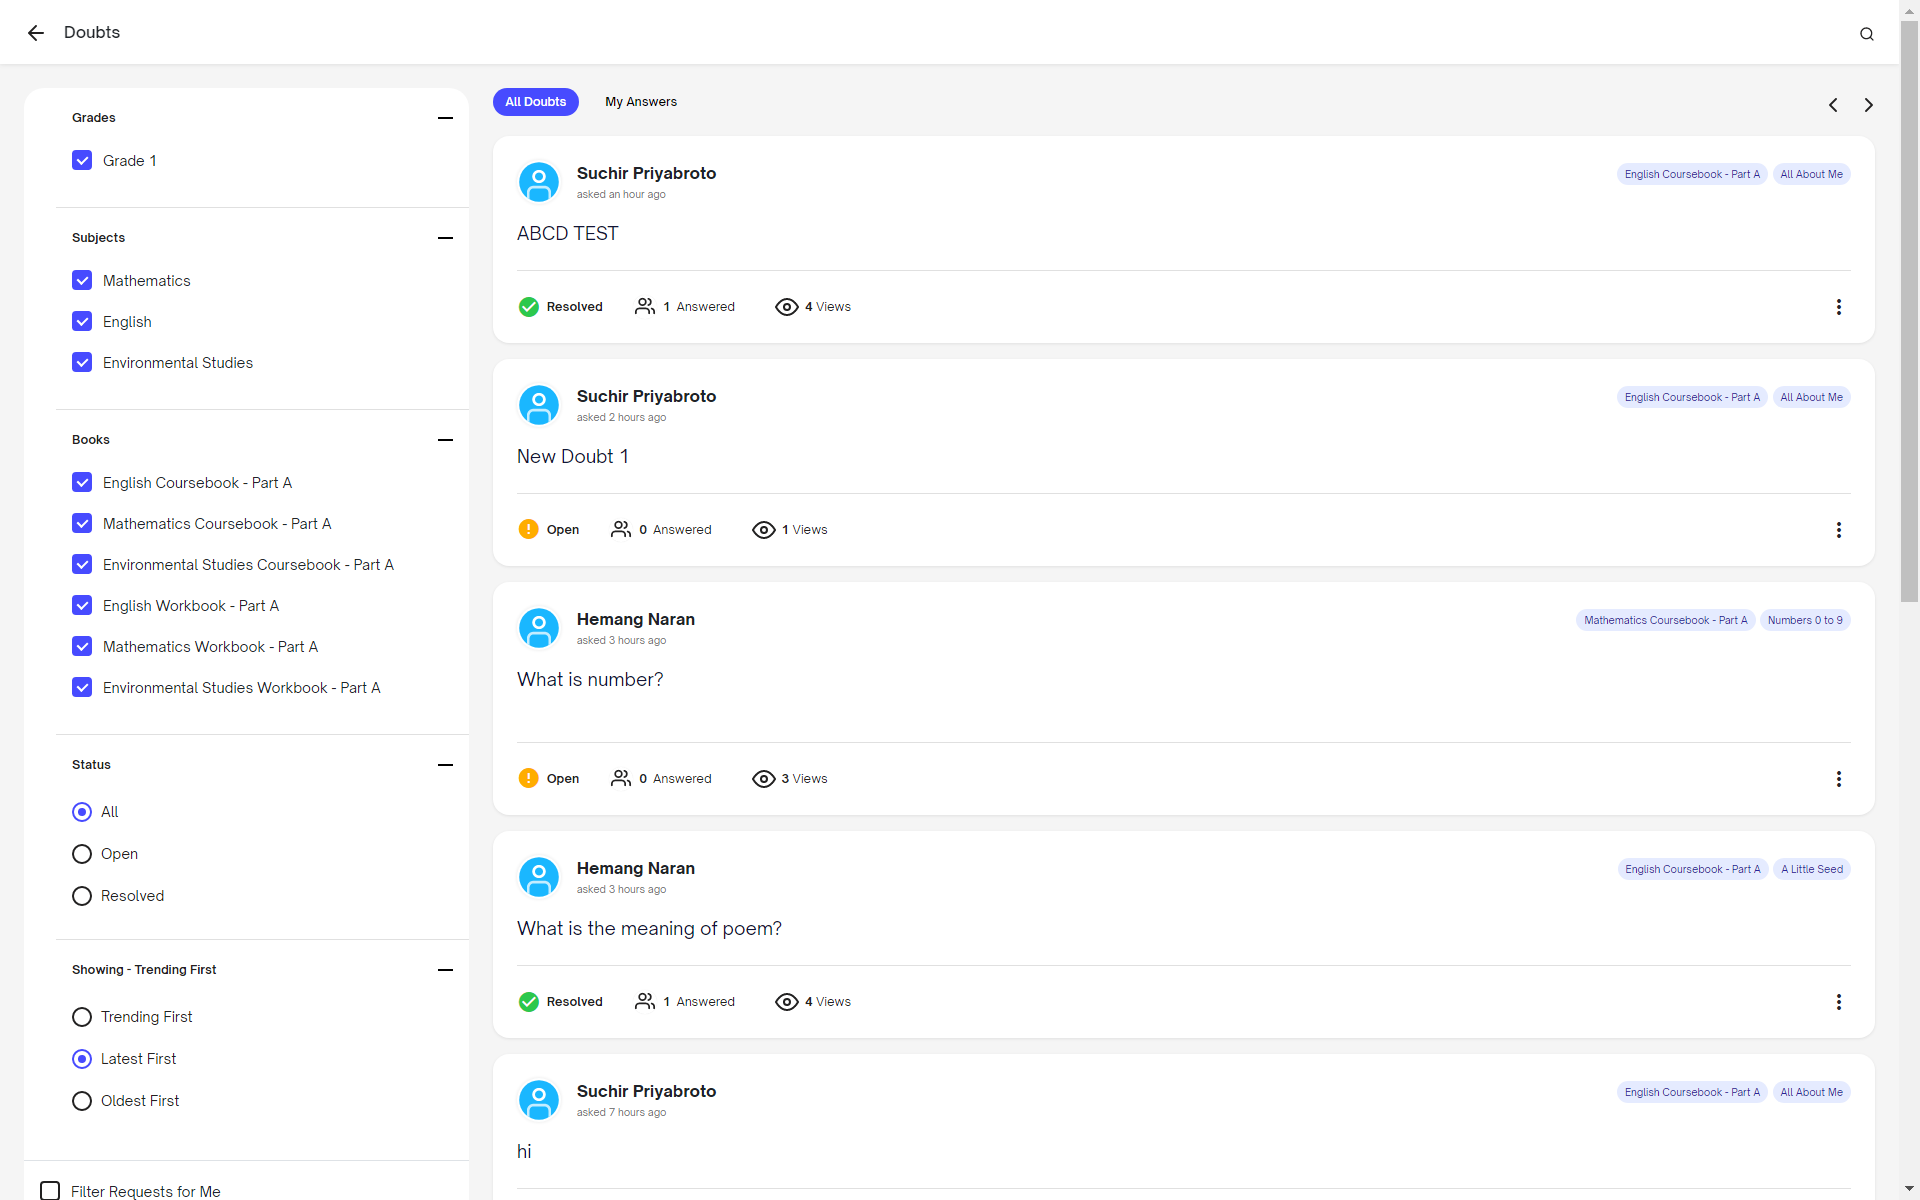 Doubts
Grades
Grade 1
Subjects
Mathematics
English
Environmental Studies
Books
English Coursebook - Part A
Mathematics Coursebook - Part A
Environmental Studies Coursebook - Part A
English Workbook - Part A
Mathematics Workbook - Part A
Environmental Studies Workbook - Part A
Status
All
Open
Resolved
Showing - Trending First
Trending First
Latest First
Oldest First
Filter Requests for Me
All Doubts My Answers
Suchir Priyabroto English Coursebook - Part A All About Me
asked an hour ago
ABCD TEST
Resolved 1 Answered 4 Views
Suchir Priyabroto English Coursebook - Part A All About Me
asked 2 hours ago
New Doubt 1
Open 0 Answered 1 Views
Hemang Naran Mathematics Coursebook - Part A Numbers 0 to 9
asked 3 hours ago
What is number?
Open 0 Answered 3 Views
Hemang Naran English Coursebook - Part A A Little Seed
asked 3 hours ago
What is the meaning of poem?
Resolved 1 Answered 4 Views
Suchir Priyabroto English Coursebook - Part A All About Me
asked 7 hours ago
hi